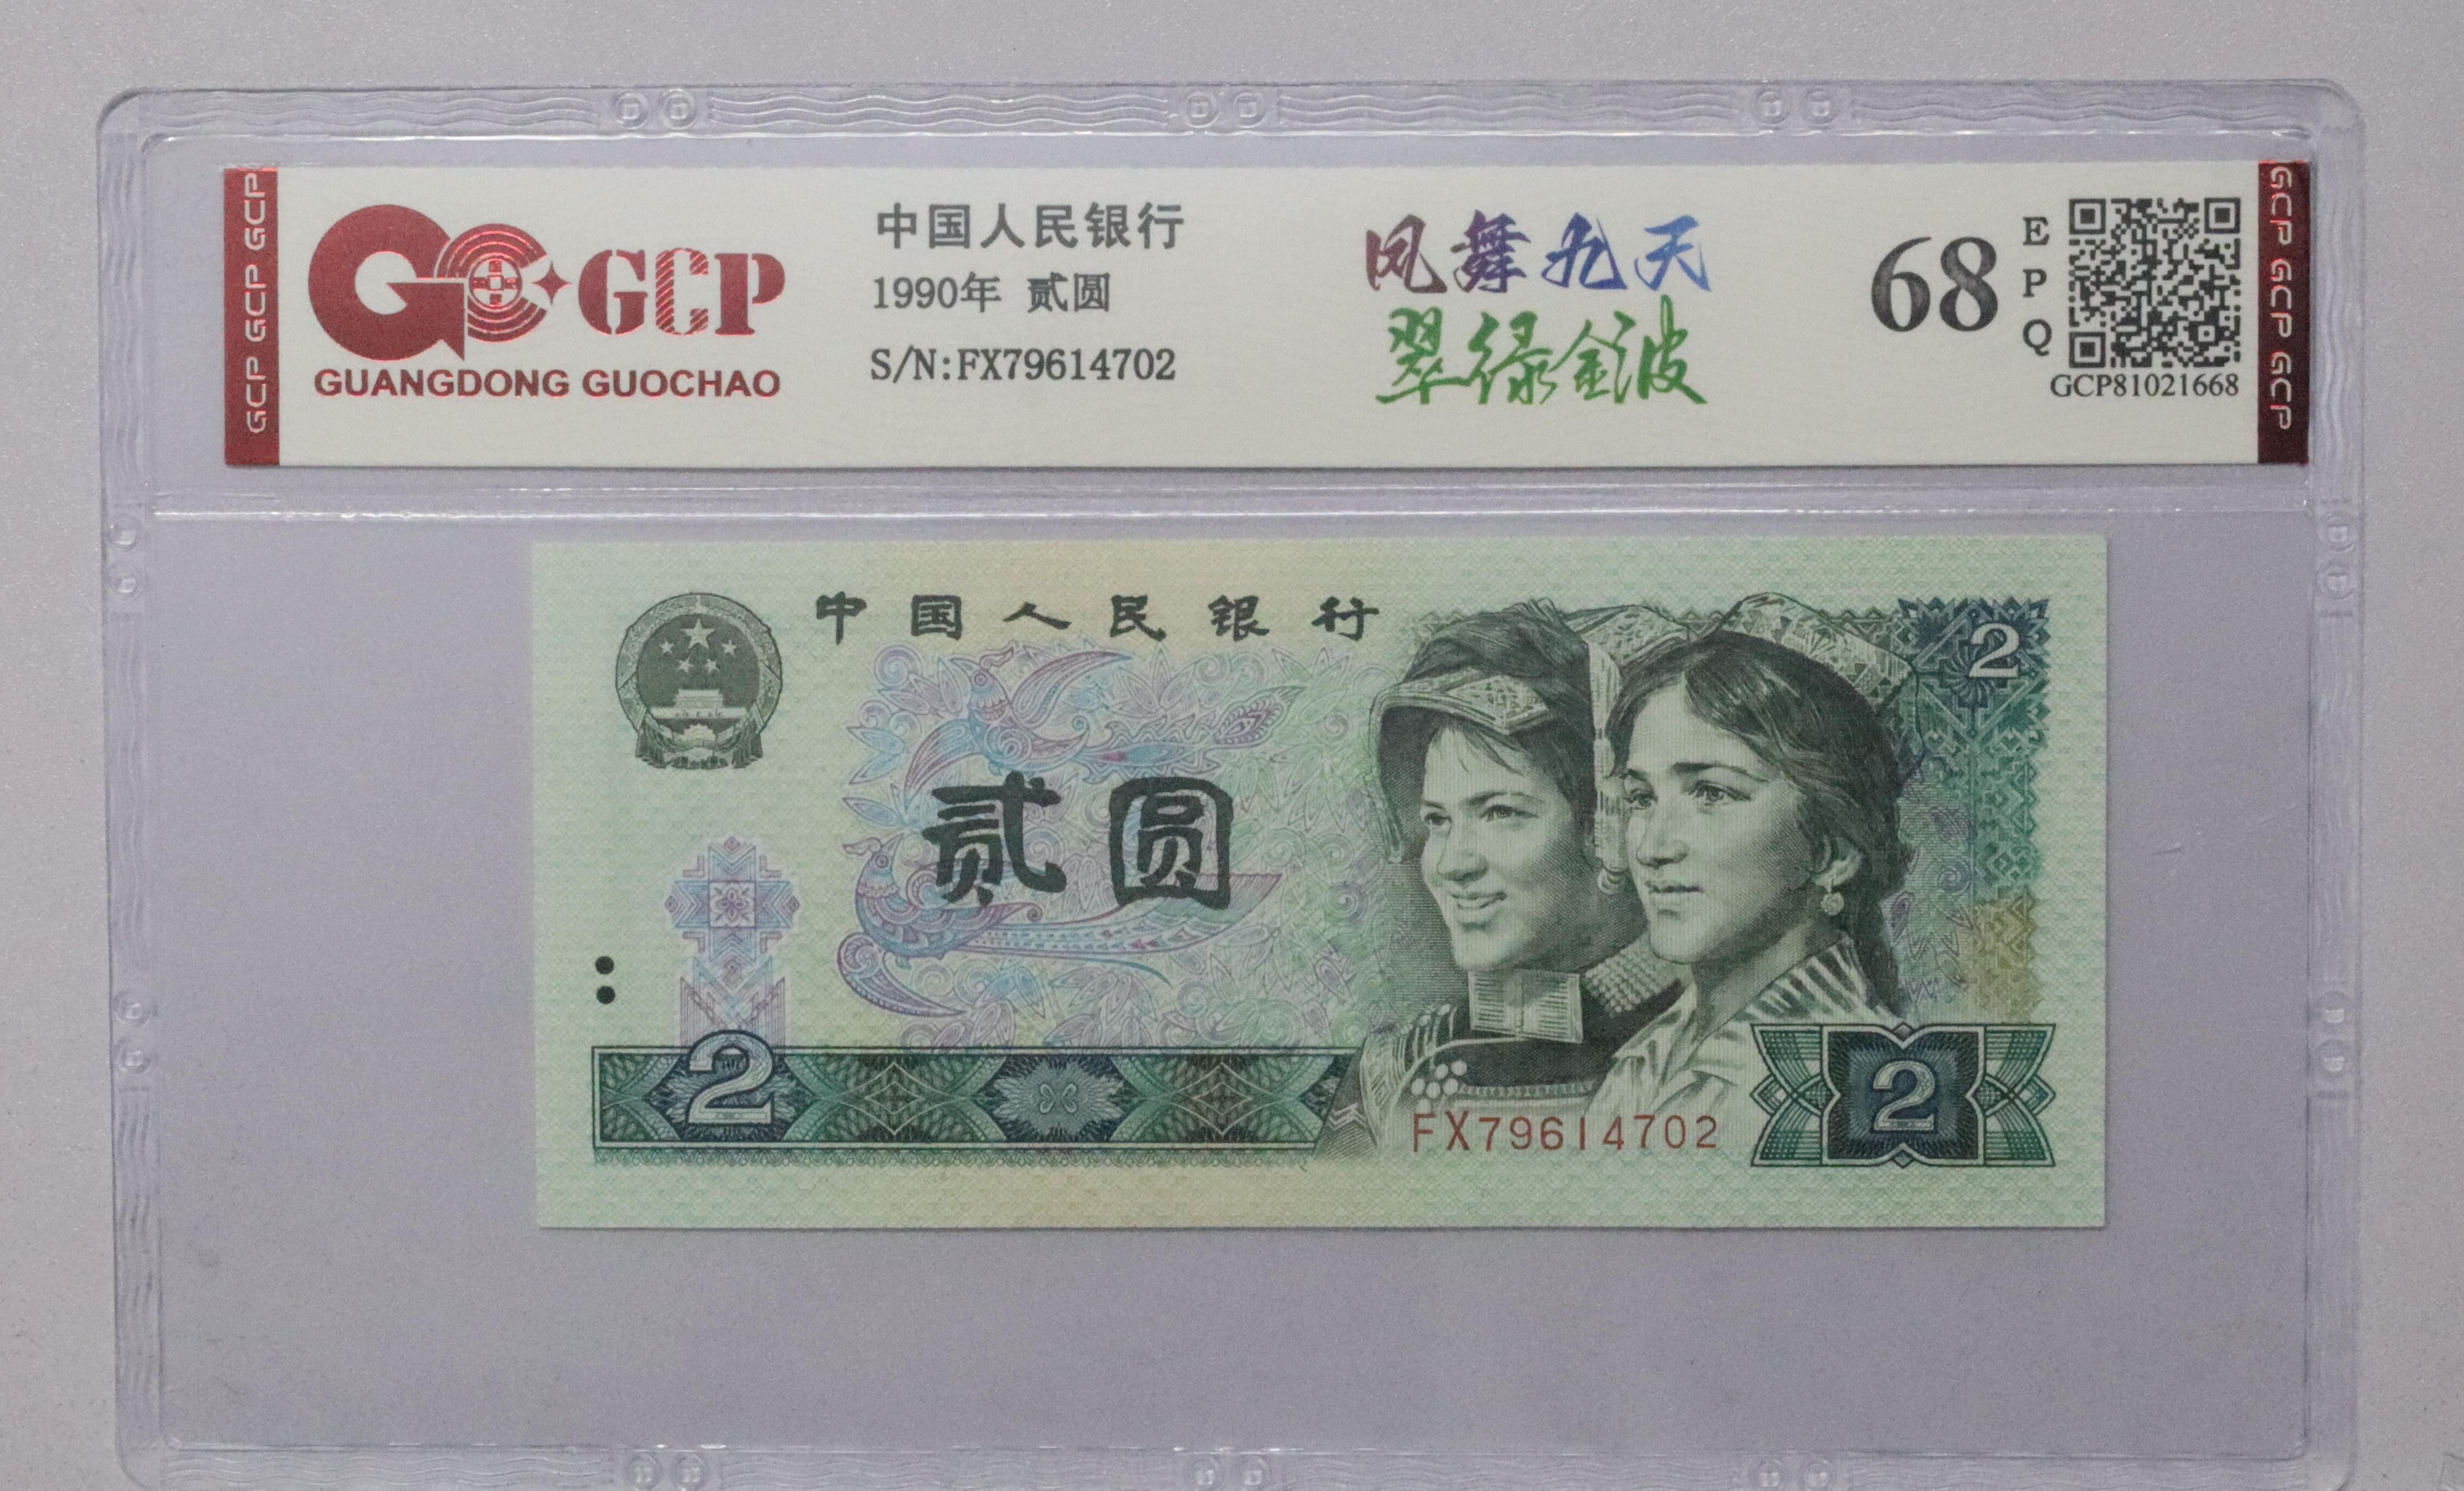 GCP GCP GCP
GCP
GUANGDONG GUOCHAO
中国人民银行
1990年 贰圆
S/N:FX79614702
凤舞九天
翠绿金波
68
E
P
Q
GCP81021668
GCP GCP GCP
中国人民银行
2
贰圆
2
FX79614702
2